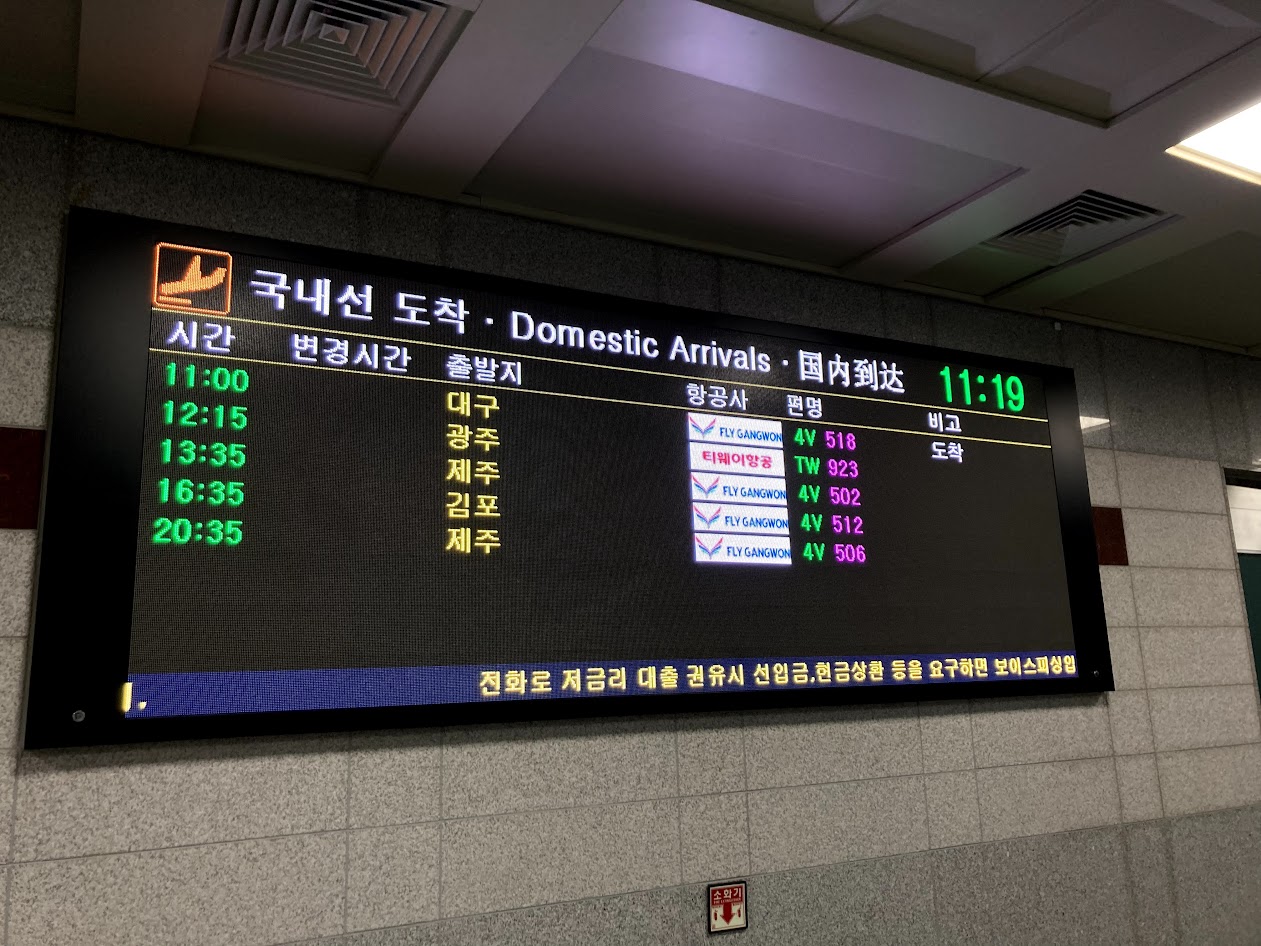 국내선 도착 · Domestic Arrivals · 国内到达 11:19
시간 변경시간 출발지 항공사 편명 비고
11:00 대구 FLY GANGWON 4V 518 도착
12:15 광주 티웨이항공 TW 923
13:35 제주 FLY GANGWON 4V 502
16:35 김포 FLY GANGWON 4V 512
20:35 제주 FLY GANGWON 4V 506
전화로 저금리 대출 권유시 선입금,현금상환 등을 요구하면 보이스피싱입
소화기